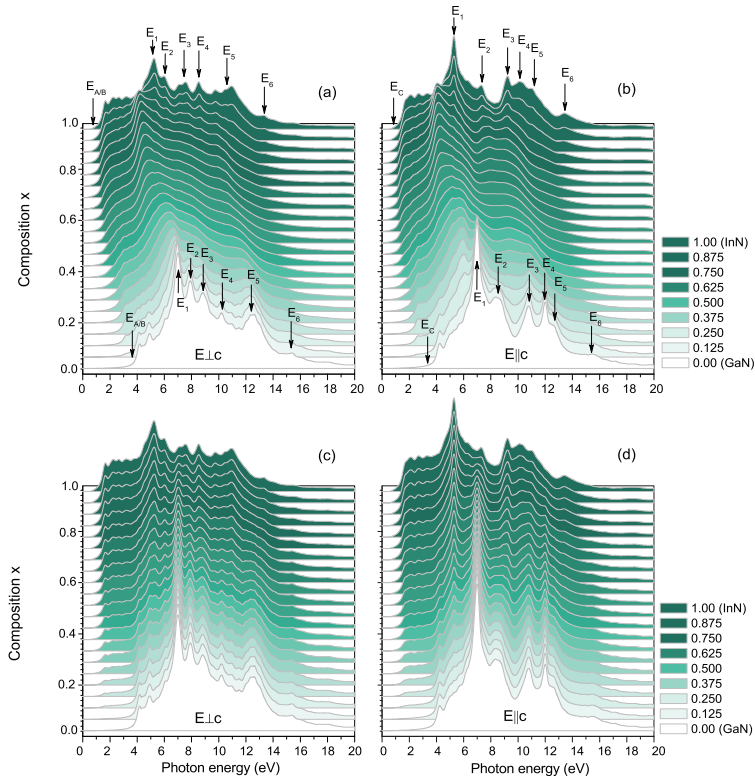 E1
E2
E3
E4
E5
E6
EA/B
(a)
E1
E2
E3
E4
E5
E6
EC
(b)
Composition x
1.0
0.8
0.6
0.4
0.2
0.0
E2
E3
E4
E5
E6
E1
EA/B
E⊥c
E2
E3
E4
E5
E6
E1
EC
E||c
0 2 4 6 8 10 12 14 16 18 20
0 2 4 6 8 10 12 14 16 18 20
1.00 (InN)
0.875
0.750
0.625
0.500
0.375
0.250
0.125
0.00 (GaN)
(c)
(d)
Composition x
1.0
0.8
0.6
0.4
0.2
0.0
E⊥c
E||c
0 2 4 6 8 10 12 14 16 18 20
0 2 4 6 8 10 12 14 16 18 20
Photon energy (eV)
Photon energy (eV)
1.00 (InN)
0.875
0.750
0.625
0.500
0.375
0.250
0.125
0.00 (GaN)